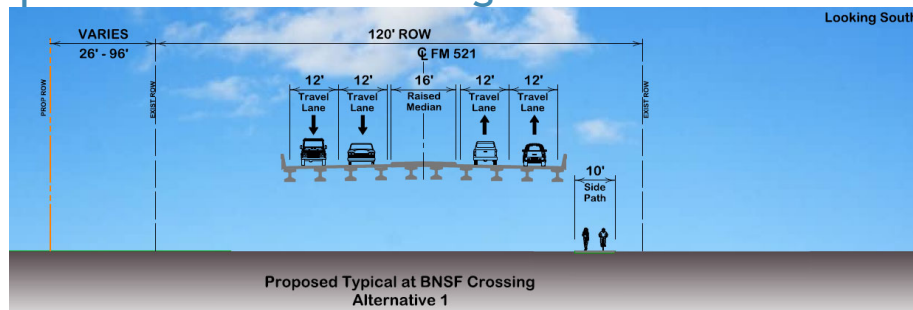 Looking South
VARIES
26' - 96'
120' ROW
℄ FM 521
PROP ROW
EXIST ROW
12'
Travel
Lane
12'
Travel
Lane
16'
Raised
Median
12'
Travel
Lane
12'
Travel
Lane
EXIST ROW
10'
Side
Path
Proposed Typical at BNSF Crossing
Alternative 1